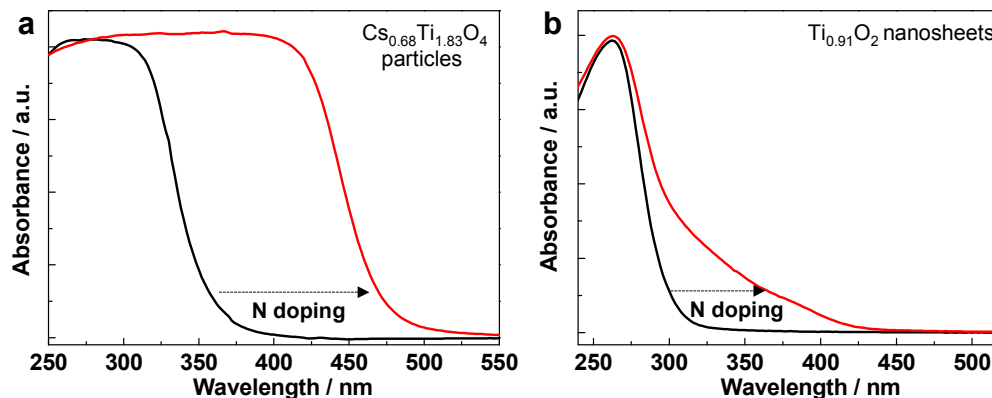 a
Cs0.68Ti1.83O4
particles
Absorbance / a.u.
N doping
250 300 350 400 450 500 550
Wavelength / nm
b
Ti0.91O2 nanosheets
Absorbance / a.u.
N doping
250 300 350 400 450 500
Wavelength / nm